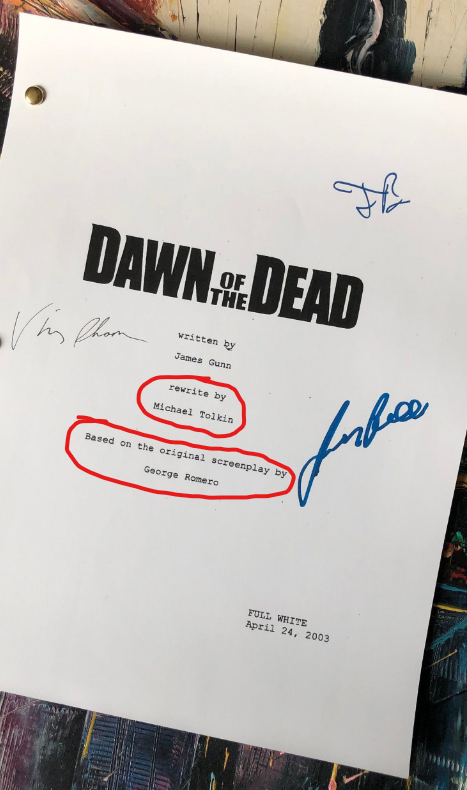 DAWN OF THE DEAD
written by
James Gunn
rewrite by
Michael Tolkin
Based on the original screenplay by
George Romero
FULL WHITE
April 24, 2003